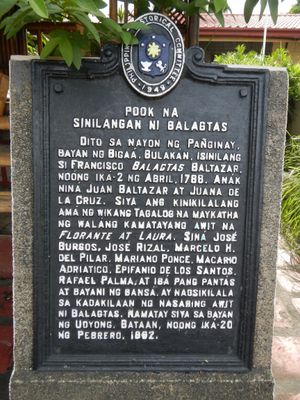 PHILIPPINE HISTORICAL COMMITTEE
1948
POOK NA
SINILANGAN NI BALAGTAS
DITO SA NAYON NG PAÑGINAY,
BAYAN NG BIGAA, BULAKAN, ISINILANG
SI FRANCISCO BALAGTAS BALTAZAR,
NOONG IKA-2 NG ABRIL, 1788. ANAK
NINA JUAN BALTAZAR AT JUANA DE
LA CRUZ. SIYA ANG KINIKILALANG
AMA NG WIKANG TAGALOG NA MAYKATHA
NG WALANG KAMATAYANG AWIT NA
FLORANTE AT LAURA. SINA JOSÉ
BURGOS, JOSÉ RIZAL, MARCELO H.
DEL PILAR, MARIANO PONCE, MACARIO
ADRIATICO, EPIFANIO DE LOS SANTOS,
RAFAEL PALMA, AT IBA PANG PANTAS
AT BAYANI NG BANSA, AY NAGSIKILALA
SA KADAKILAAN NG NASABING AWIT
NI BALAGTAS. NAMATAY SIYA SA BAYAN
NG UDYONG, BATAAN, NOONG IKA-20
NG PEBRERO, 1862.